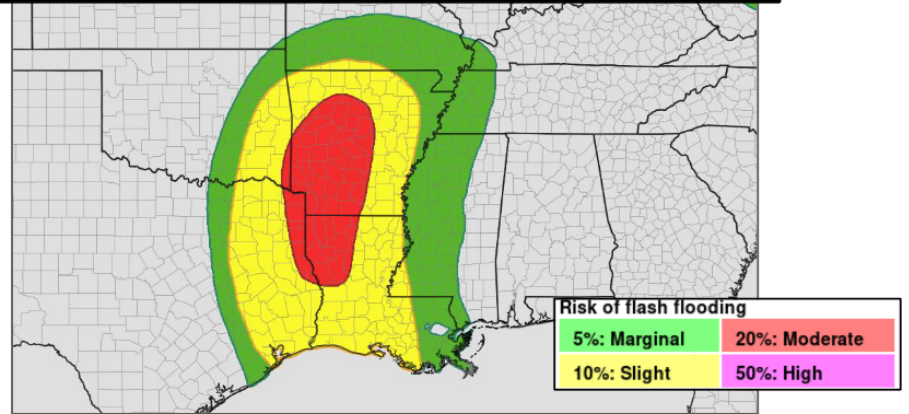 Risk of flash flooding
5%: Marginal 20%: Moderate
10%: Slight 50%: High